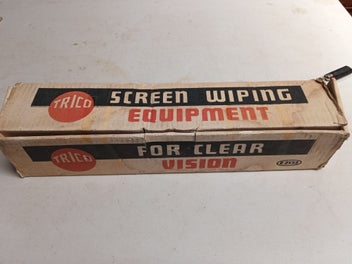 TRICO SCREEN WIPING
EQUIPMENT
TRICO FOR CLEAR
VISION